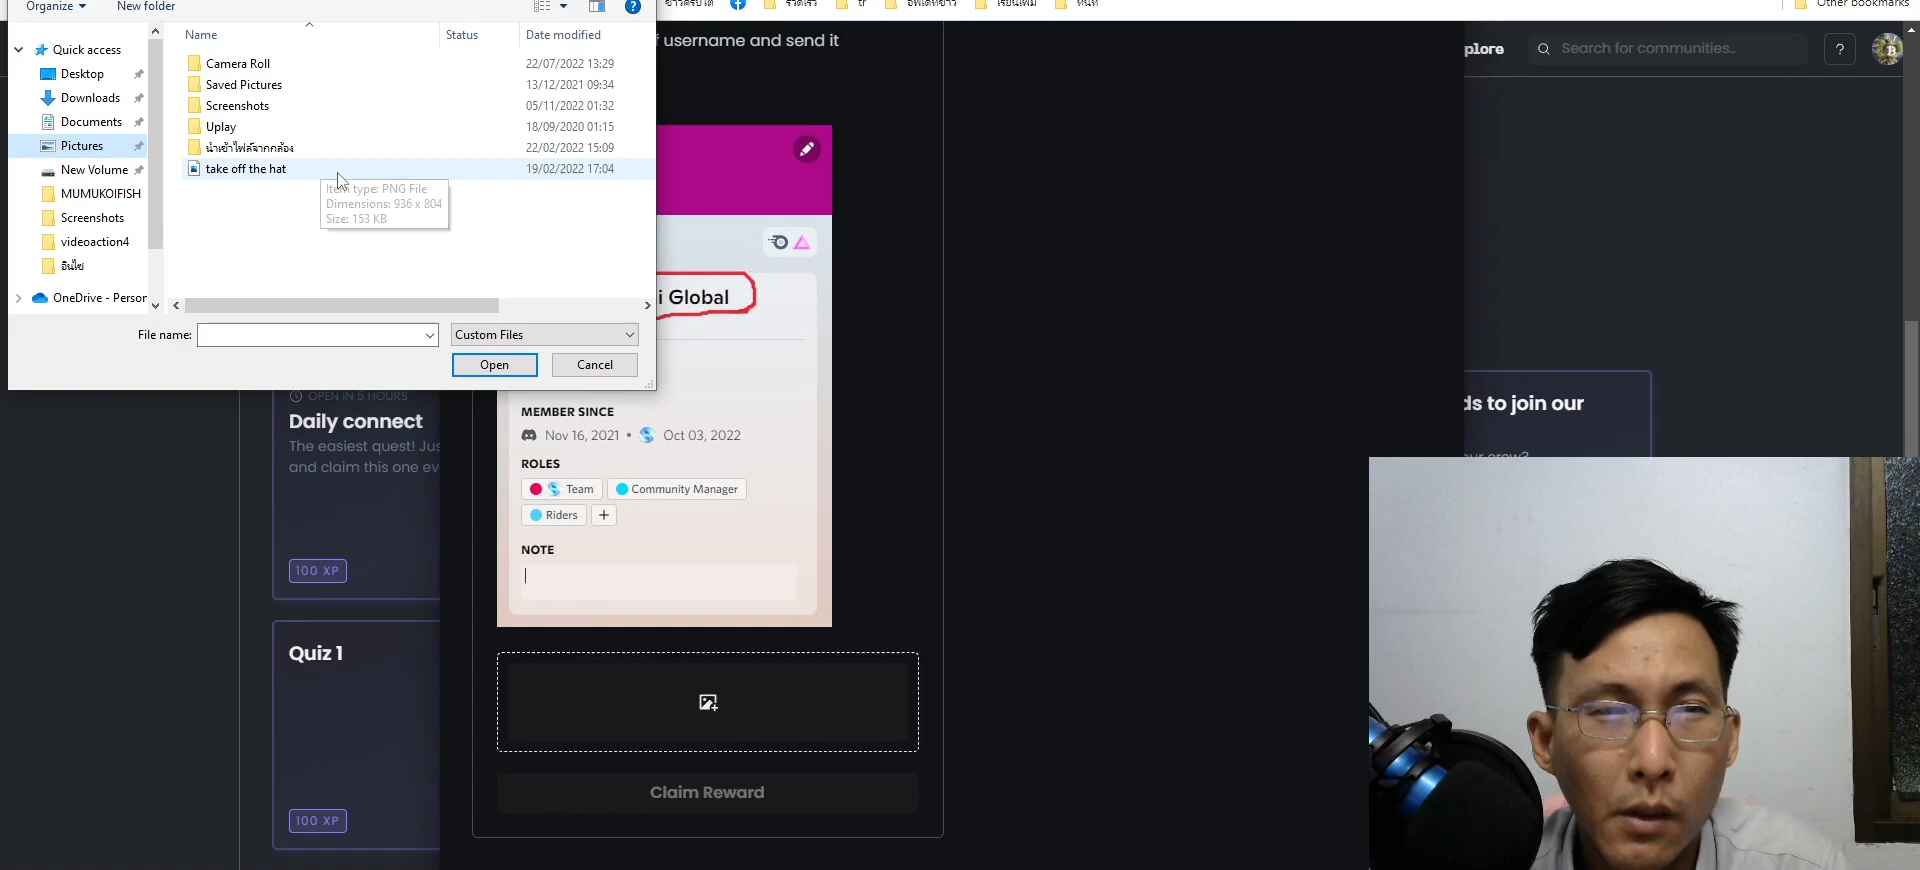 Organize
New folder
Name
Status
Date modified
Quick access
Desktop
Downloads
Documents
Pictures
New Volume
MUMUKOIFISH
Screenshots
videoaction4
อินไซ
OneDrive - Person
Camera Roll
22/07/2022 13:29
Saved Pictures
13/12/2021 09:34
Screenshots
05/11/2022 01:32
Uplay
18/09/2020 01:15
นำเข้าไฟล์จากกล้อง
22/02/2022 15:09
take off the hat
19/02/2022 17:04
Item type: PNG File
Dimensions: 936 x 804
Size: 153 KB
File name:
Custom Files
Open
Cancel
Other bookmarks
f username and send it
plore
Search for communities..
?
i Global
MEMBER SINCE
Nov 16, 2021 • Oct 03, 2022
ROLES
Team
Community Manager
Riders
+
NOTE
Claim Reward
OPEN IN 5 HOURS
Daily connect
The easiest quest! Jus
and claim this one ev
100 XP
Quiz 1
100 XP
ds to join our
our crew?